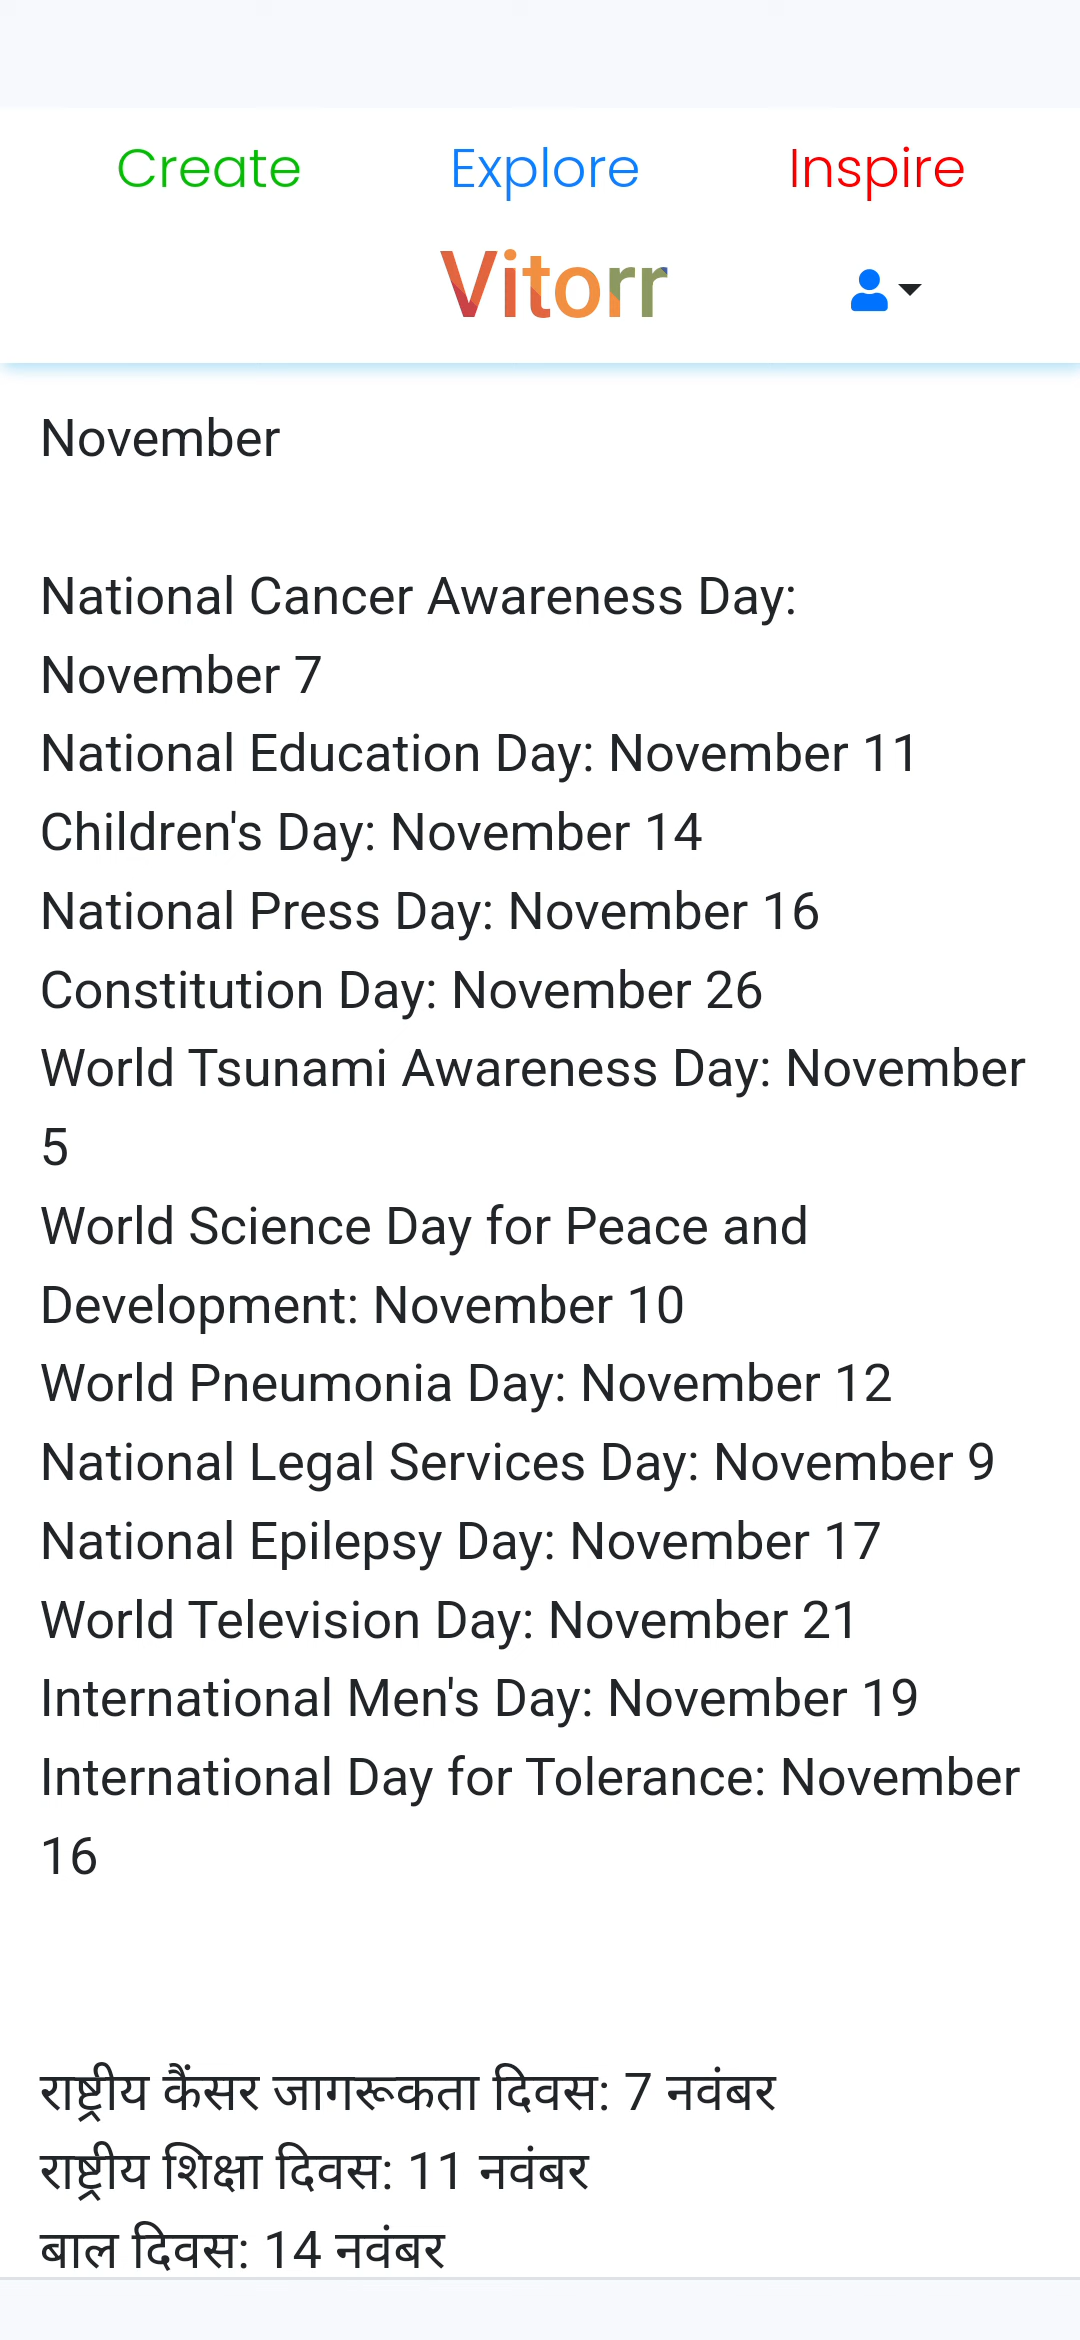 Create Explore Inspire
Vitorr
November
National Cancer Awareness Day:
November 7
National Education Day: November 11
Children's Day: November 14
National Press Day: November 16
Constitution Day: November 26
World Tsunami Awareness Day: November
5
World Science Day for Peace and
Development: November 10
World Pneumonia Day: November 12
National Legal Services Day: November 9
National Epilepsy Day: November 17
World Television Day: November 21
International Men's Day: November 19
International Day for Tolerance: November
16
राष्ट्रीय कैंसर जागरूकता दिवस: 7 नवंबर
राष्ट्रीय शिक्षा दिवस: 11 नवंबर
बाल दिवस: 14 नवंबर